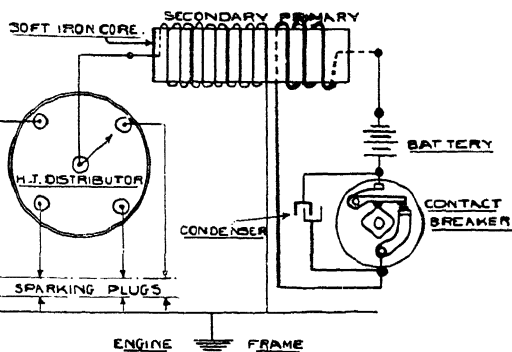 SECONDARY PRIMARY
SOFT IRON CORE.
BATTERY
H.T. DISTRIBUTOR
CONTACT
BREAKER
CONDENSER
SPARKING PLUGS
ENGINE FRAME